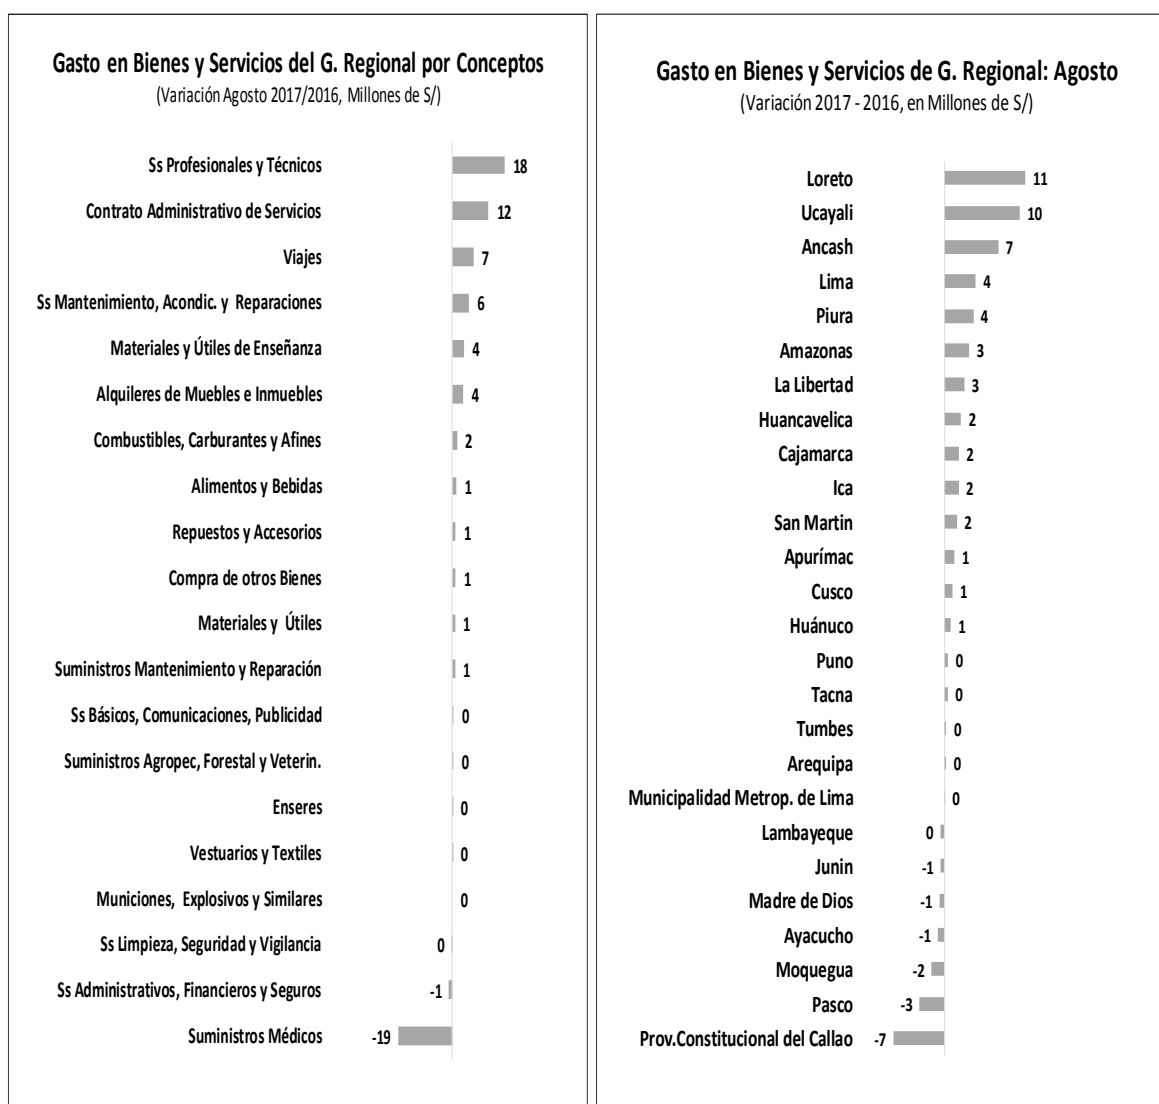 Gasto en Bienes y Servicios del G. Regional por Conceptos
(Variación Agosto 2017/2016, Millones de S/)
Ss Profesionales y Técnicos 18
Contrato Administrativo de Servicios 12
Viajes 7
Ss Mantenimiento, Acondic. y Reparaciones 6
Materiales y Útiles de Enseñanza 4
Alquileres de Muebles e Inmuebles 4
Combustibles, Carburantes y Afines 2
Alimentos y Bebidas 1
Repuestos y Accesorios 1
Compra de otros Bienes 1
Materiales y Útiles 1
Suministros Mantenimiento y Reparación 1
Ss Básicos, Comunicaciones, Publicidad 0
Suministros Agropec, Forestal y Veterin. 0
Enseres 0
Vestuarios y Textiles 0
Municiones, Explosivos y Similares 0
Ss Limpieza, Seguridad y Vigilancia 0
Ss Administrativos, Financieros y Seguros -1
Suministros Médicos -19
Gasto en Bienes y Servicios de G. Regional: Agosto
(Variación 2017 - 2016, en Millones de S/)
Loreto 11
Ucayali 10
Ancash 7
Lima 4
Piura 4
Amazonas 3
La Libertad 3
Huancavelica 2
Cajamarca 2
Ica 2
San Martin 2
Apurímac 1
Cusco 1
Huánuco 1
Puno 0
Tacna 0
Tumbes 0
Arequipa 0
Municipalidad Metrop. de Lima 0
Lambayeque 0
Junin -1
Madre de Dios -1
Ayacucho -1
Moquegua -2
Pasco -3
Prov.Constitucional del Callao -7